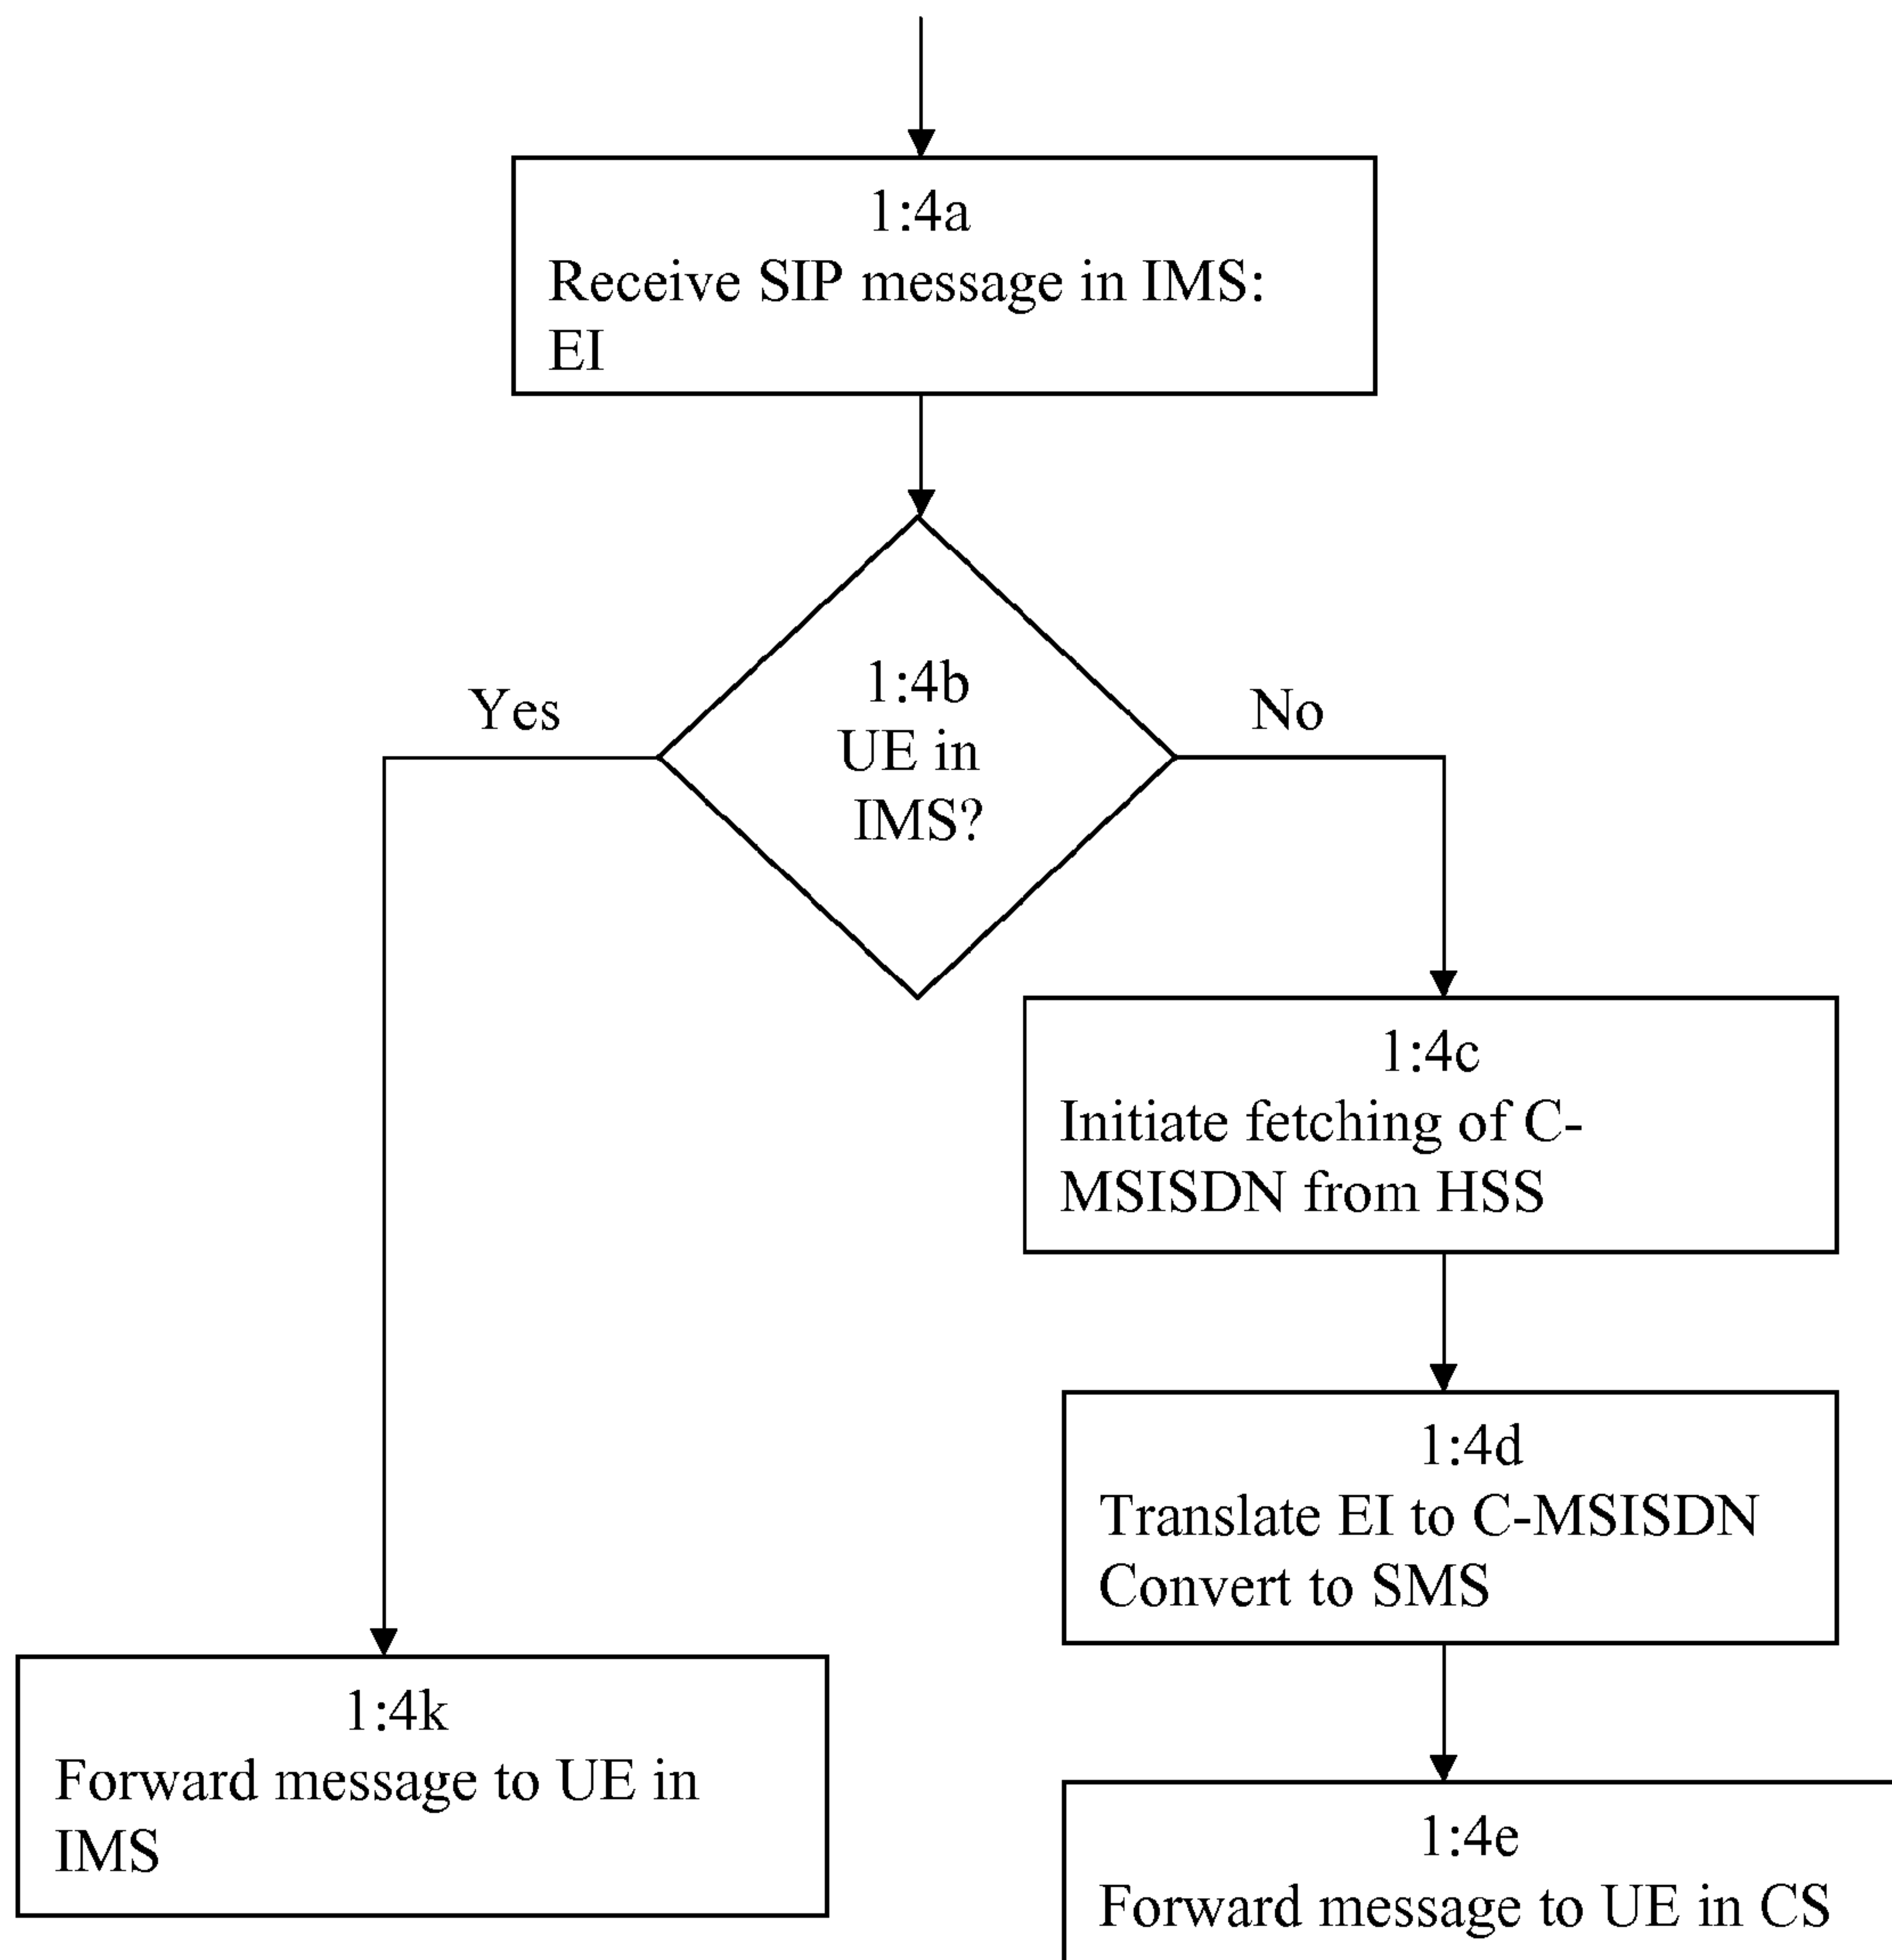 1:4a
Receive SIP message in IMS:
EI
1:4b
UE in
IMS?
Yes
No
1:4c
Initiate fetching of C-
MSISDN from HSS
1:4d
Translate EI to C-MSISDN
Convert to SMS
1:4k
Forward message to UE in
IMS
1:4e
Forward message to UE in CS